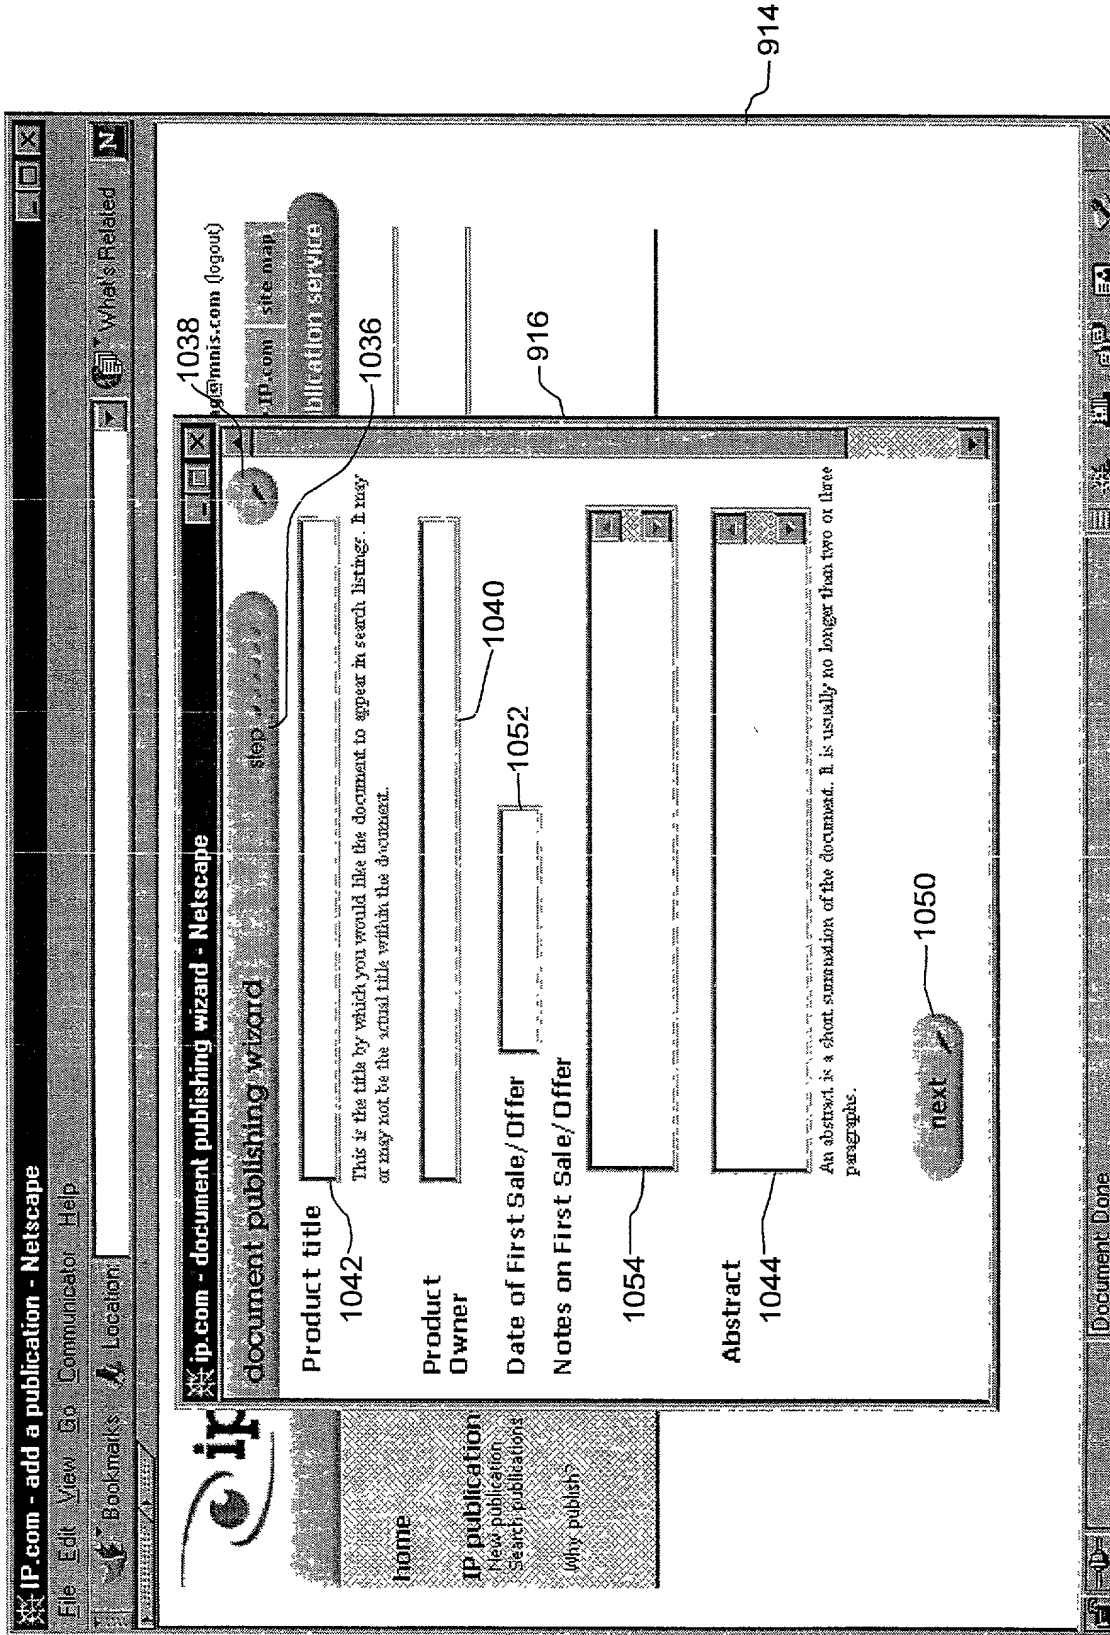 IP.com - add a publication - Netscape
File Edit View Go Communicator Help
Bookmarks Location: What's Related N
ip
g@mnis.com (logout)
IP.com site map
blication service
home
IP publication
New publication
Search publications
Why publish?
ip.com - document publishing wizard - Netscape
document publishing wizard step
1038
1036
Product title
1042
This is the title by which you would like the document to appear in search listings. It may
or may not be the actual title within the document.
Product
Owner
1040
Date of First Sale/Offer
1052
Notes on First Sale/Offer
1054
Abstract
1044
An abstract is a short summation of the document. It is usually no longer than two or three
paragraphs.
next
1050
916
914
Document Done